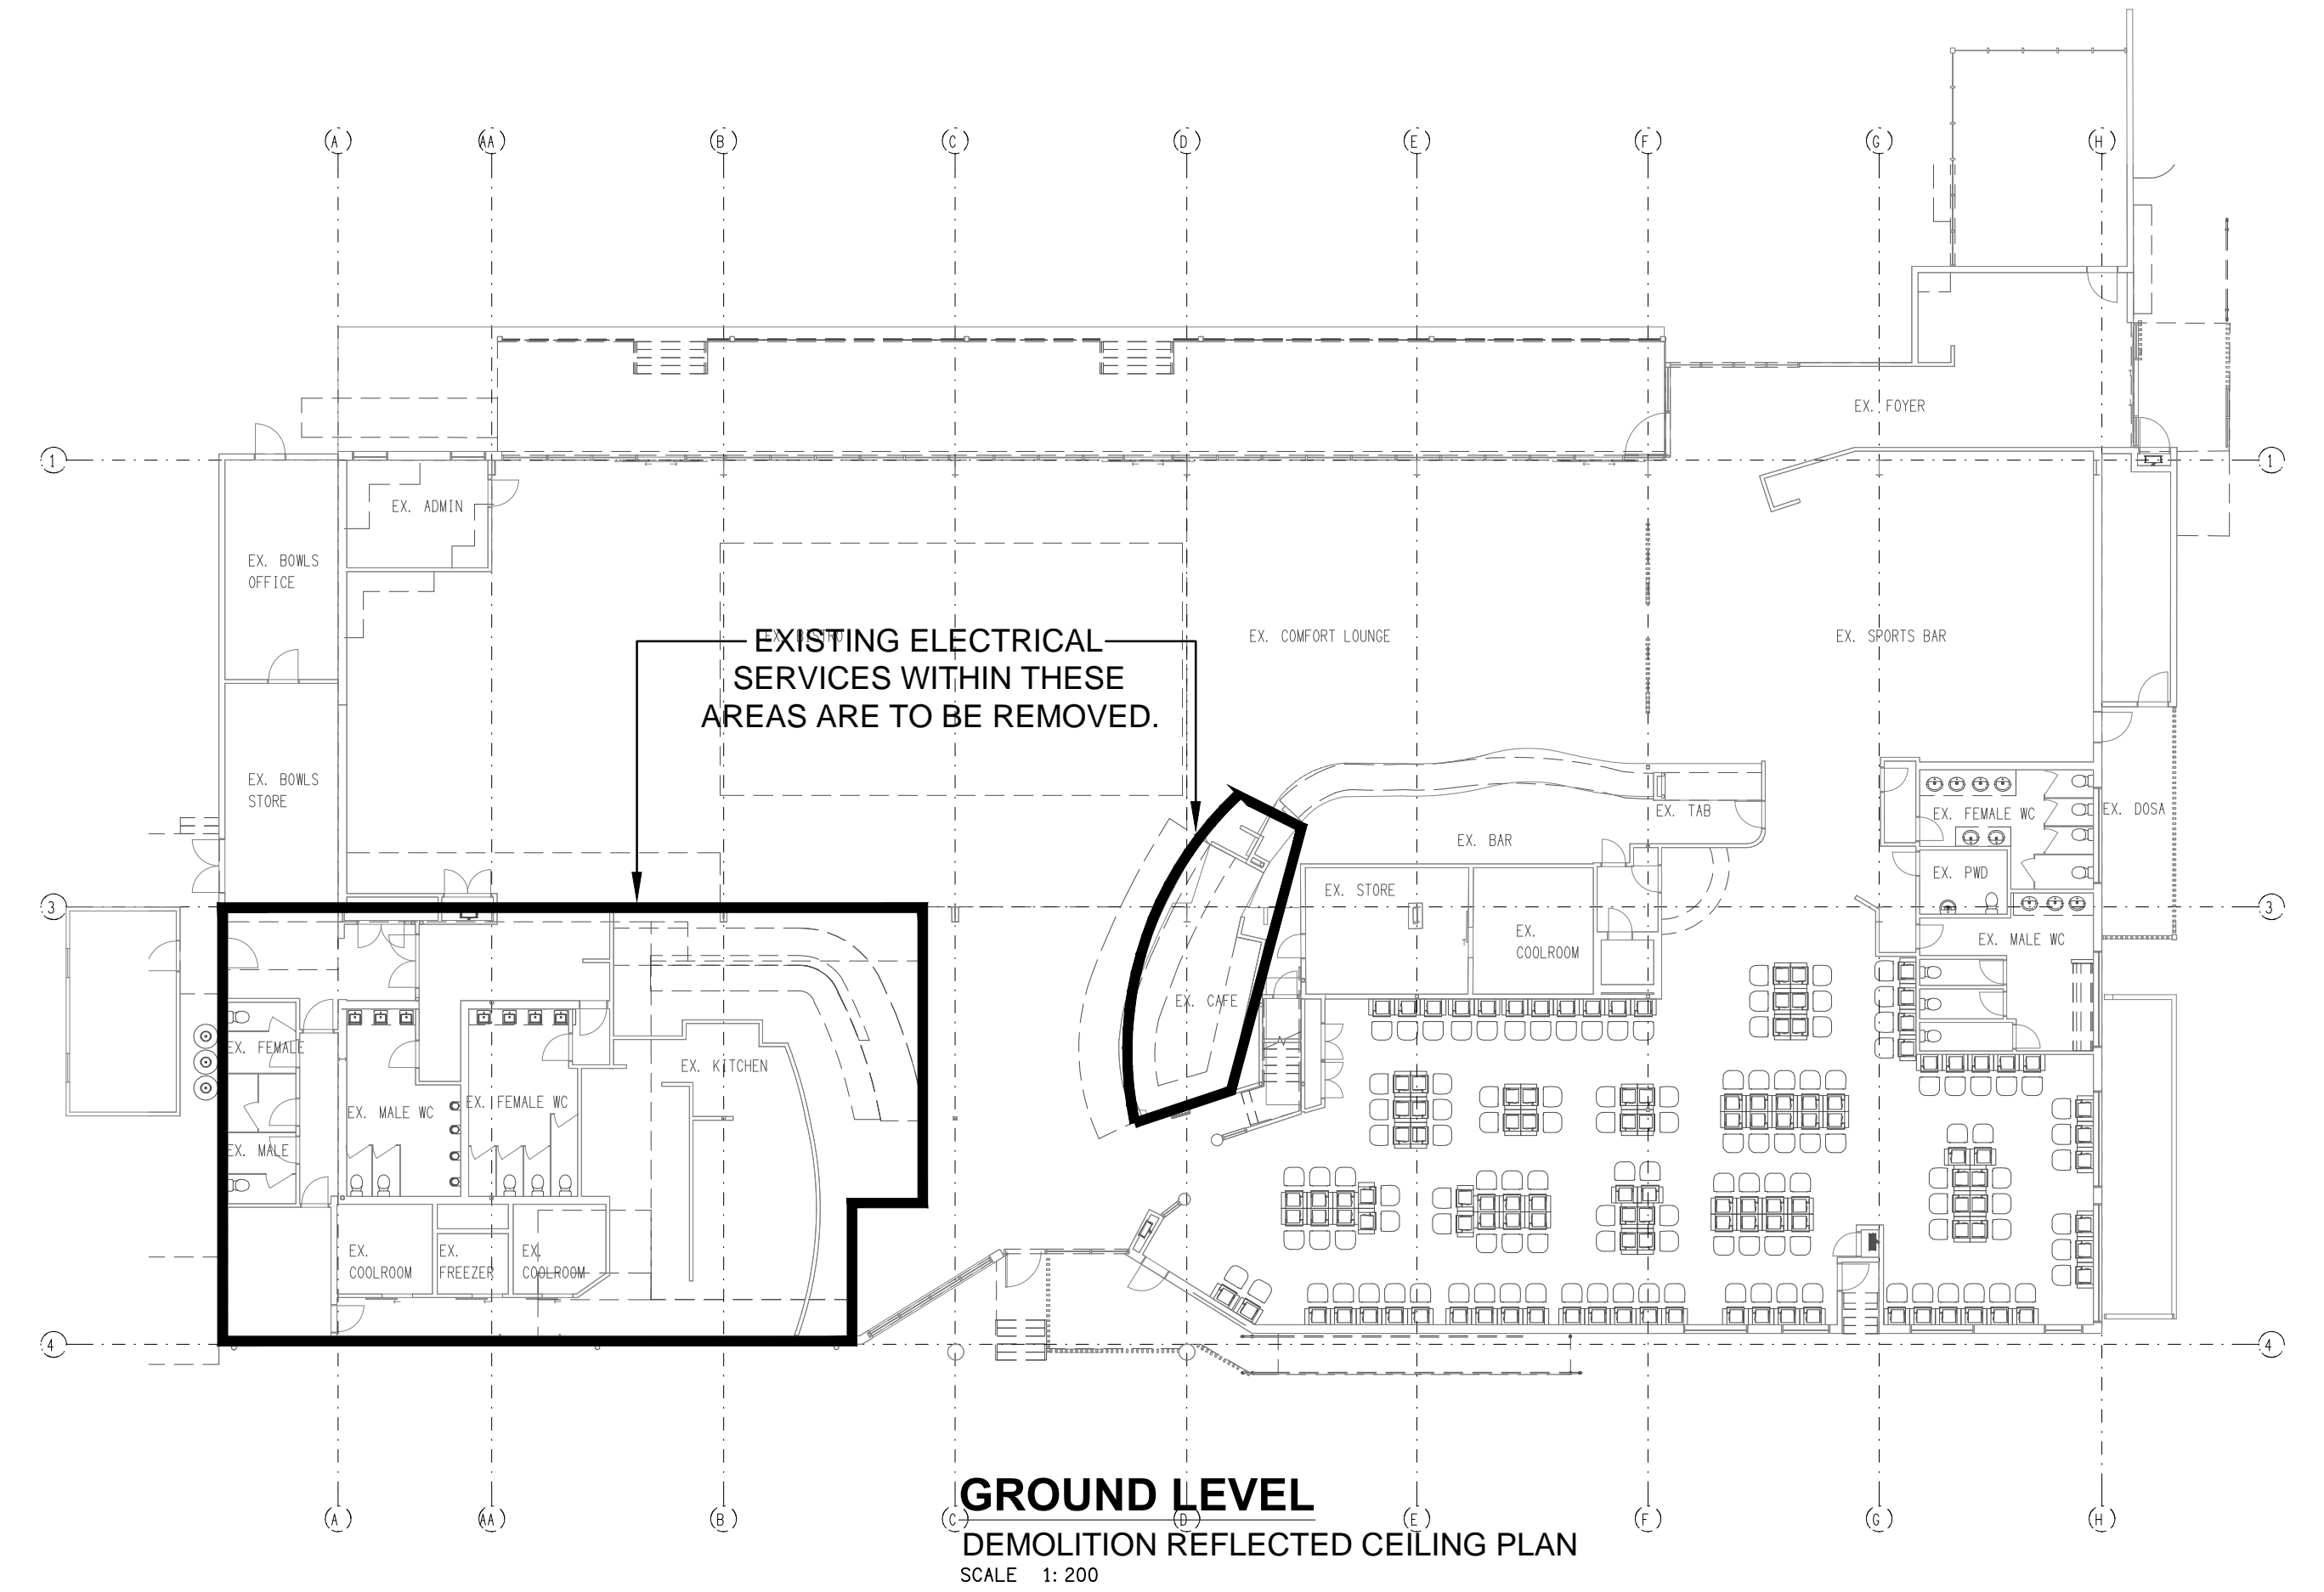 A AA B C D E F G H
EX. FOYER
1 1
EX. ADMIN
EX. BOWLS
OFFICE
EX. BISTRO
EX. COMFORT LOUNGE
EX. SPORTS BAR
EXISTING ELECTRICAL
SERVICES WITHIN THESE
AREAS ARE TO BE REMOVED.
EX. BOWLS
STORE
EX. TAB
EX. BAR
EX. FEMALE WC
EX. DOSA
EX. PWD
EX. STORE
3 3
EX.
COOLROOM
EX. MALE WC
EX. CAFE
EX. FEMALE
EX. KITCHEN
EX. MALE WC
EX. FEMALE WC
EX. MALE
EX.
COOLROOM
EX.
FREEZER
EX.
COOLROOM
4 4
GROUND LEVEL
A AA B C D E F G H
DEMOLITION REFLECTED CEILING PLAN
SCALE 1:200